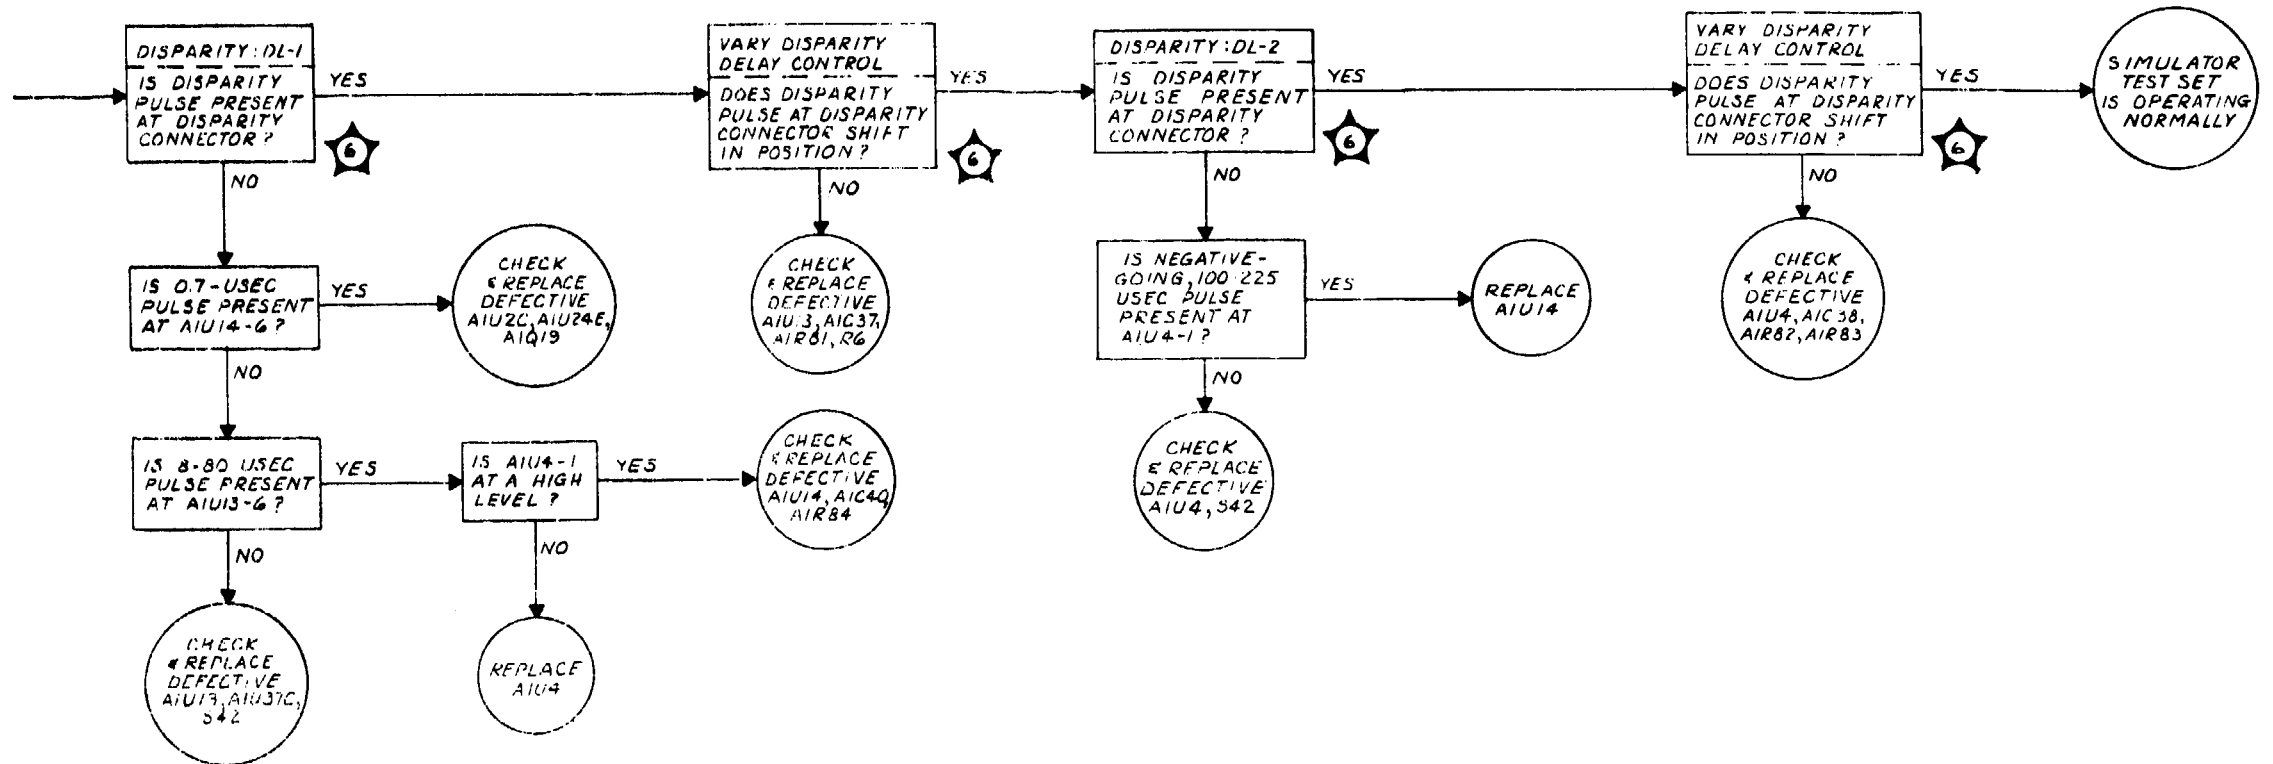 DISPARITY: DL-1
IS DISPARITY
PULSE PRESENT
AT DISPARITY
CONNECTOR?
YES
6
NO
VARY DISPARITY
DELAY CONTROL
DOES DISPARITY
PULSE AT DISPARITY
CONNECTOR SHIFT
IN POSITION?
YES
6
NO
DISPARITY: DL-2
IS DISPARITY
PULSE PRESENT
AT DISPARITY
CONNECTOR?
YES
6
NO
VARY DISPARITY
DELAY CONTROL
DOES DISPARITY
PULSE AT DISPARITY
CONNECTOR SHIFT
IN POSITION?
YES
6
NO
SIMULATOR
TEST SET
IS OPERATING
NORMALLY
IS 0.7-USEC
PULSE PRESENT
AT A1U14-6?
YES
NO
CHECK
& REPLACE
DEFECTIVE
A1U2C, A1U24E,
A1Q19
CHECK
& REPLACE
DEFECTIVE
A1U13, A1C37,
A1R81, R6
IS NEGATIVE-
GOING, 100-225
USEC PULSE
PRESENT AT
A1U4-1?
YES
NO
REPLACE
A1U14
CHECK
& REPLACE
DEFECTIVE
A1U4, A1C38,
A1R82, A1R83
IS 8-80 USEC
PULSE PRESENT
AT A1U13-6?
YES
NO
IS A1U4-1
AT A HIGH
LEVEL?
YES
NO
CHECK
& REPLACE
DEFECTIVE
A1U14, A1C40,
A1R84
CHECK
& REPLACE
DEFECTIVE
A1U4, S42
CHECK
& REPLACE
DEFECTIVE
A1U13, A1U37C,
S42
REPLACE
A1U4